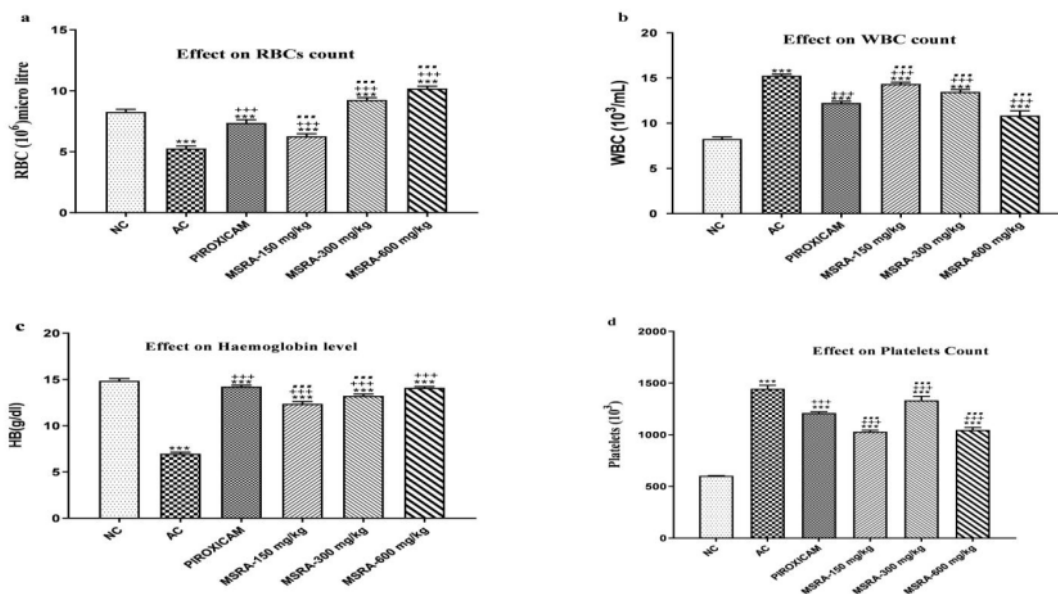 a
Effect on RBCs count
RBC (10⁶)micro litre
15
10
5
0
***
+++
***
***
+++
***
***
+++
***
***
+++
***
NC
AC
PIROXICAM
MSRA-150 mg/kg
MSRA-300 mg/kg
MSRA-600 mg/kg
b
Effect on WBC count
WBC (10³/mL)
20
15
10
5
0
***
+++
***
***
+++
***
***
+++
***
***
+++
***
NC
AC
PIROXICAM
MSRA-150 mg/kg
MSRA-300 mg/kg
MSRA-600 mg/kg
c
Effect on Haemoglobin level
HB(g/dl)
20
15
10
5
0
***
+++
***
***
+++
***
***
+++
***
+++
***
NC
AC
PIROXICAM
MSRA-150 mg/kg
MSRA-300 mg/kg
MSRA-600 mg/kg
d
Effect on Platelets Count
Platelets (10³)
2000
1500
1000
500
0
***
+++
***
***
+++
***
***
+++
***
***
+++
***
NC
AC
PIROXICAM
MSRA-150 mg/kg
MSRA-300 mg/kg
MSRA-600 mg/kg